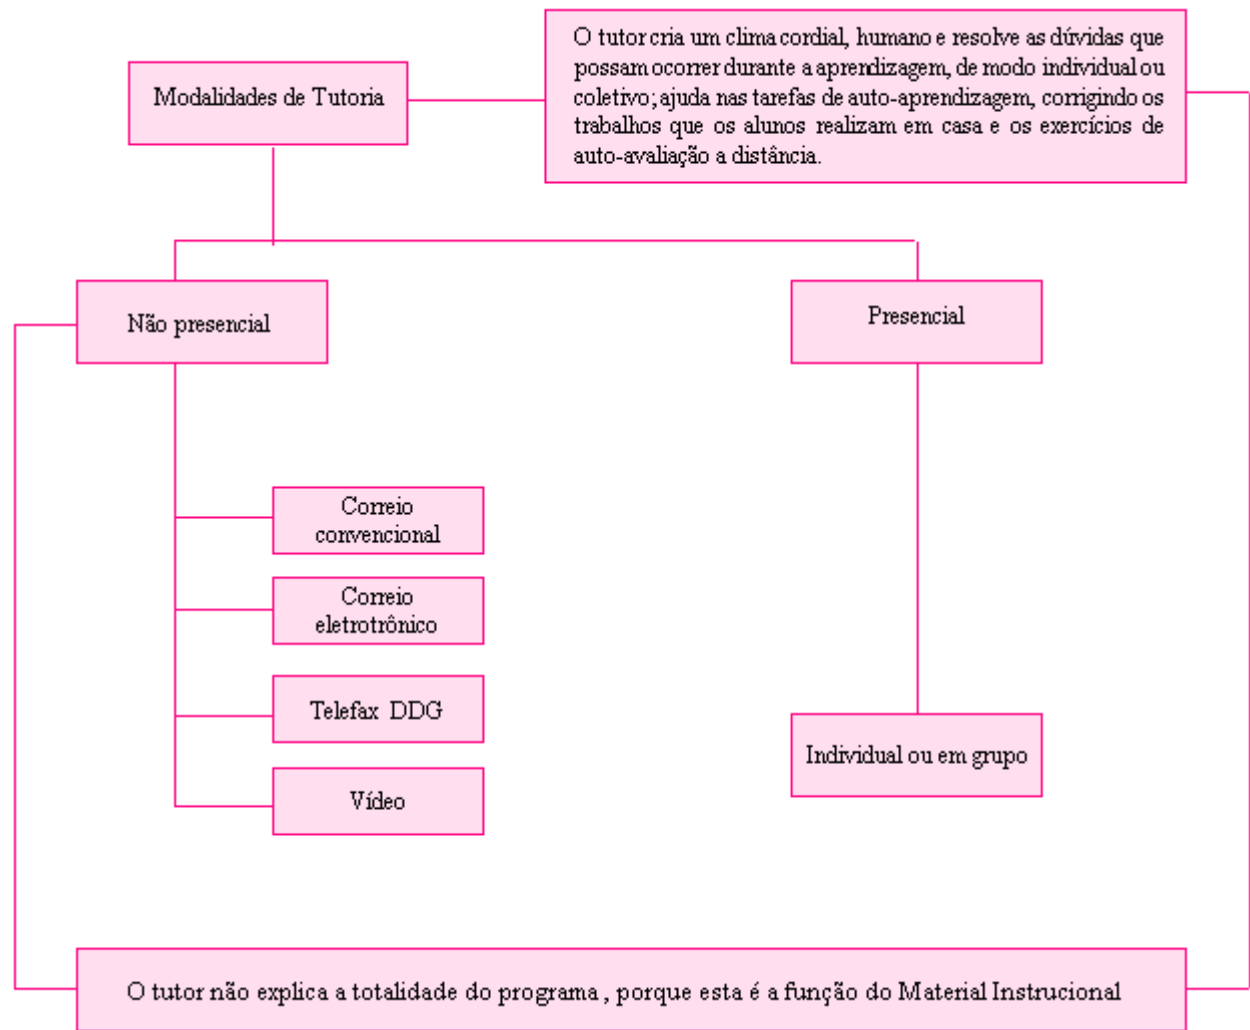 Modalidades de Tutoria
O tutor cria um clima cordial, humano e resolve as dúvidas que
possam ocorrer durante a aprendizagem, de modo individual ou
coletivo; ajuda nas tarefas de auto-aprendizagem, corrigindo os
trabalhos que os alunos realizam em casa e os exercícios de
auto-avaliação a distância.
Não presencial
Presencial
Correio
convencional
Correio
eletrotrônico
Telefax DDG
Vídeo
Individual ou em grupo
O tutor não explica a totalidade do programa , porque esta é a função do Material Instrucional